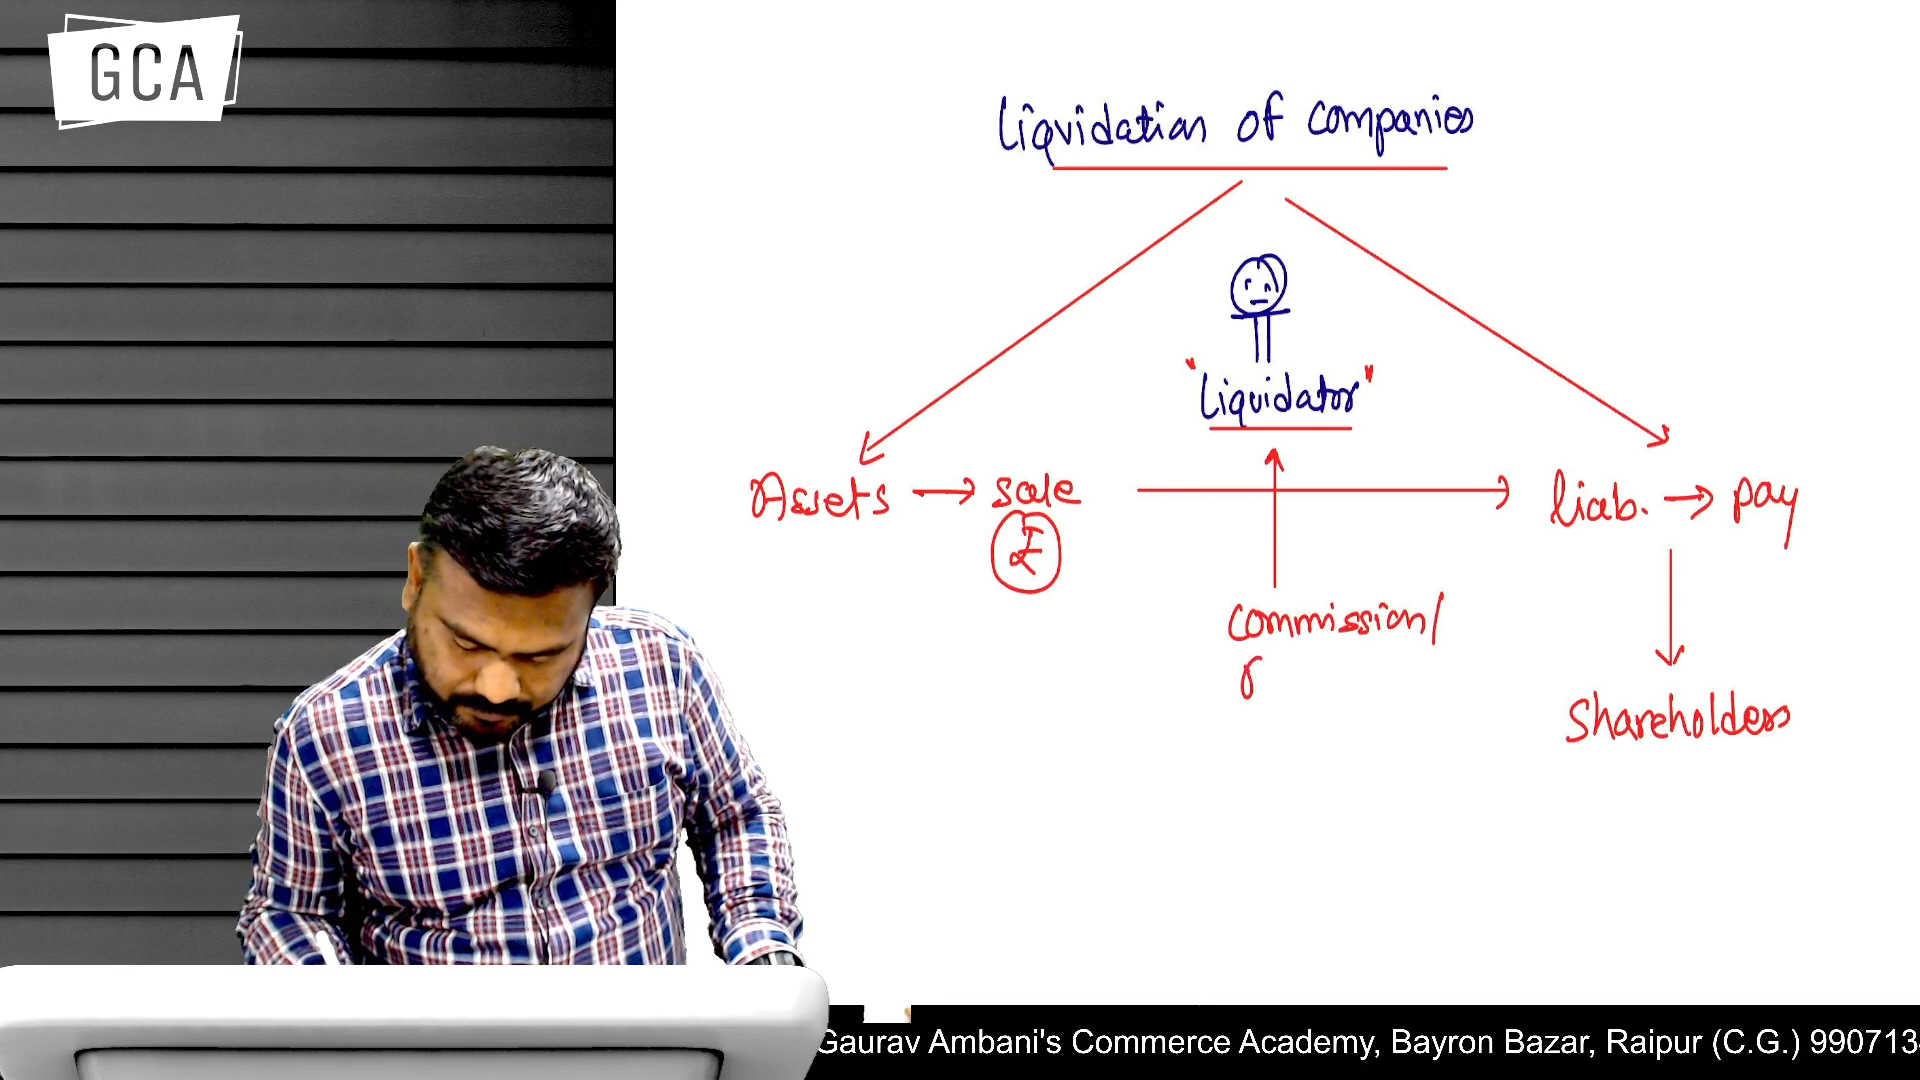 GCA
Liquidation of companies
"Liquidator"
Assets → sale → liab. → pay
₹
commission/
r
Shareholders
Gaurav Ambani's Commerce Academy, Bayron Bazar, Raipur (C.G.) 990713